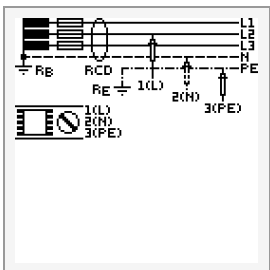 L1
L2
L3
N
PE
RB
RCD
RE
1(L)
2(N)
3(PE)
1(L)
2(N)
3(PE)